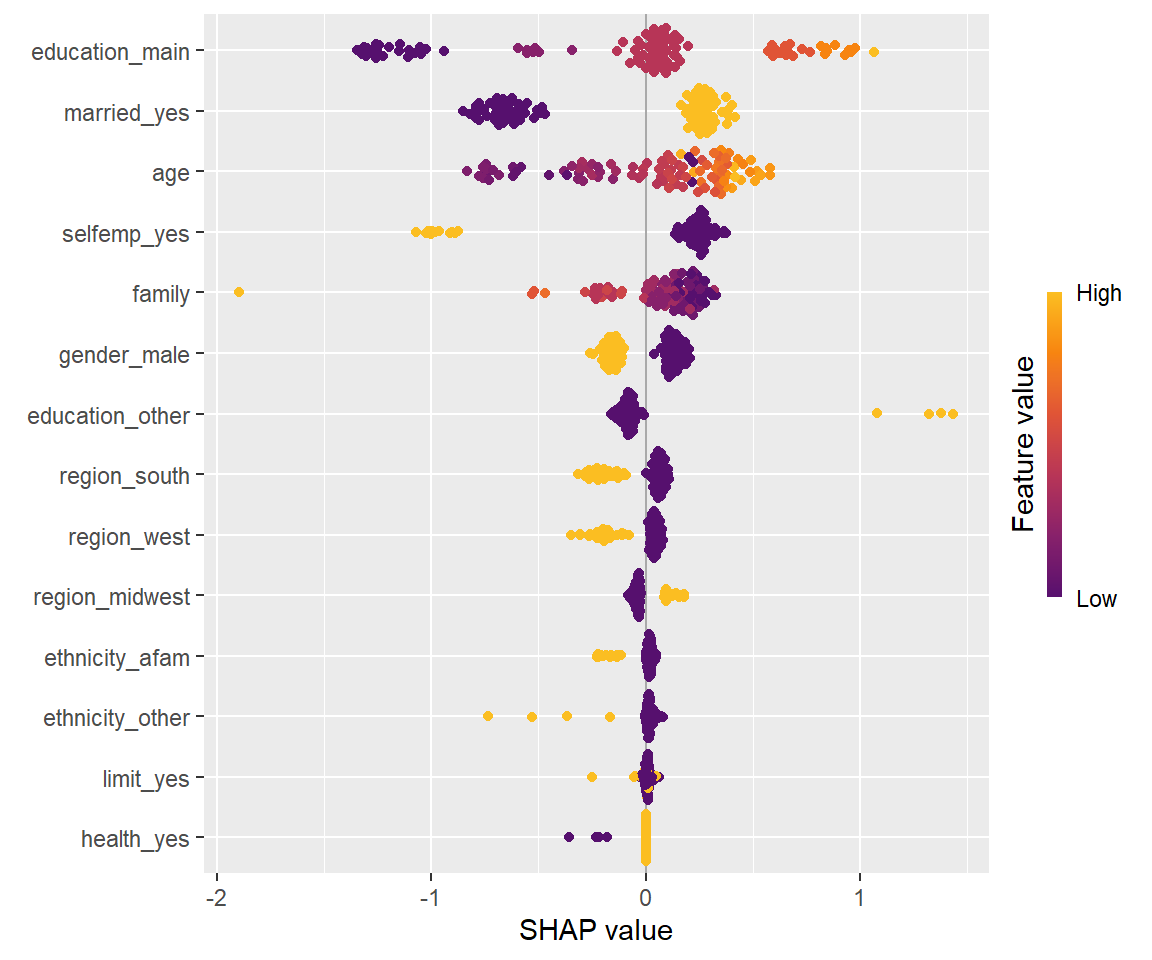 education_main
married_yes
age
selfemp_yes
family
gender_male
education_other
region_south
region_west
region_midwest
ethnicity_afam
ethnicity_other
limit_yes
health_yes
-2
-1
0
1
SHAP value
Feature value
High
Low